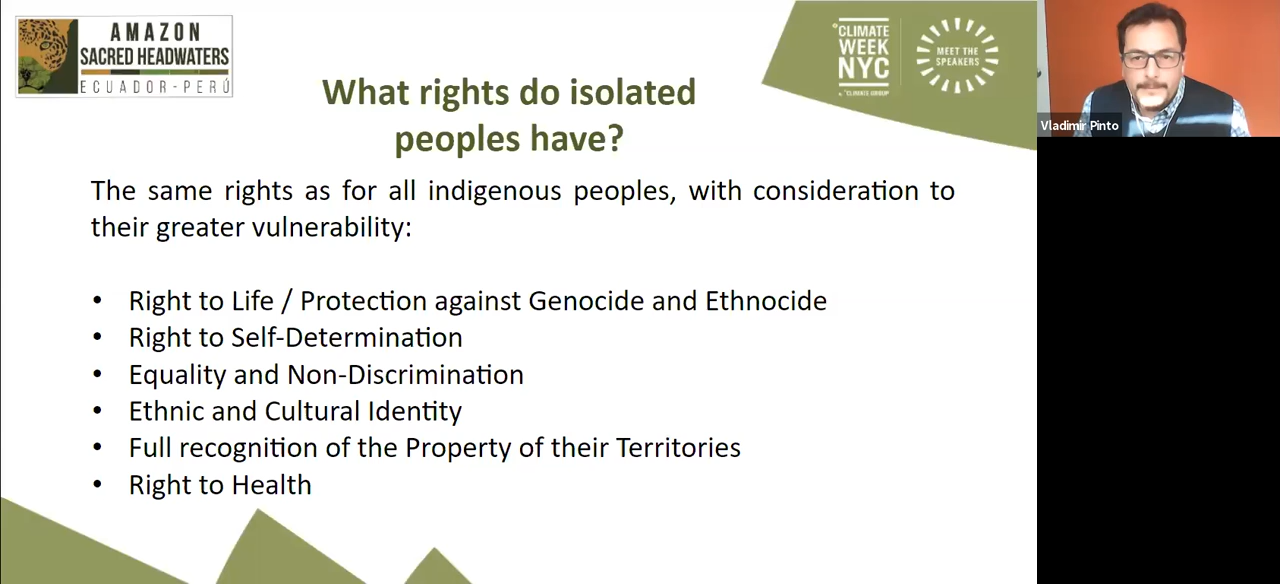 AMAZON
SACRED HEADWATERS
ECUADOR-PERÚ
CLIMATE
WEEK
NYC
°CLIMATE GROUP
MEET THE
SPEAKERS
Vladimir Pinto
What rights do isolated
peoples have?
The same rights as for all indigenous peoples, with consideration to
their greater vulnerability:
• Right to Life / Protection against Genocide and Ethnocide
• Right to Self-Determination
• Equality and Non-Discrimination
• Ethnic and Cultural Identity
• Full recognition of the Property of their Territories
• Right to Health